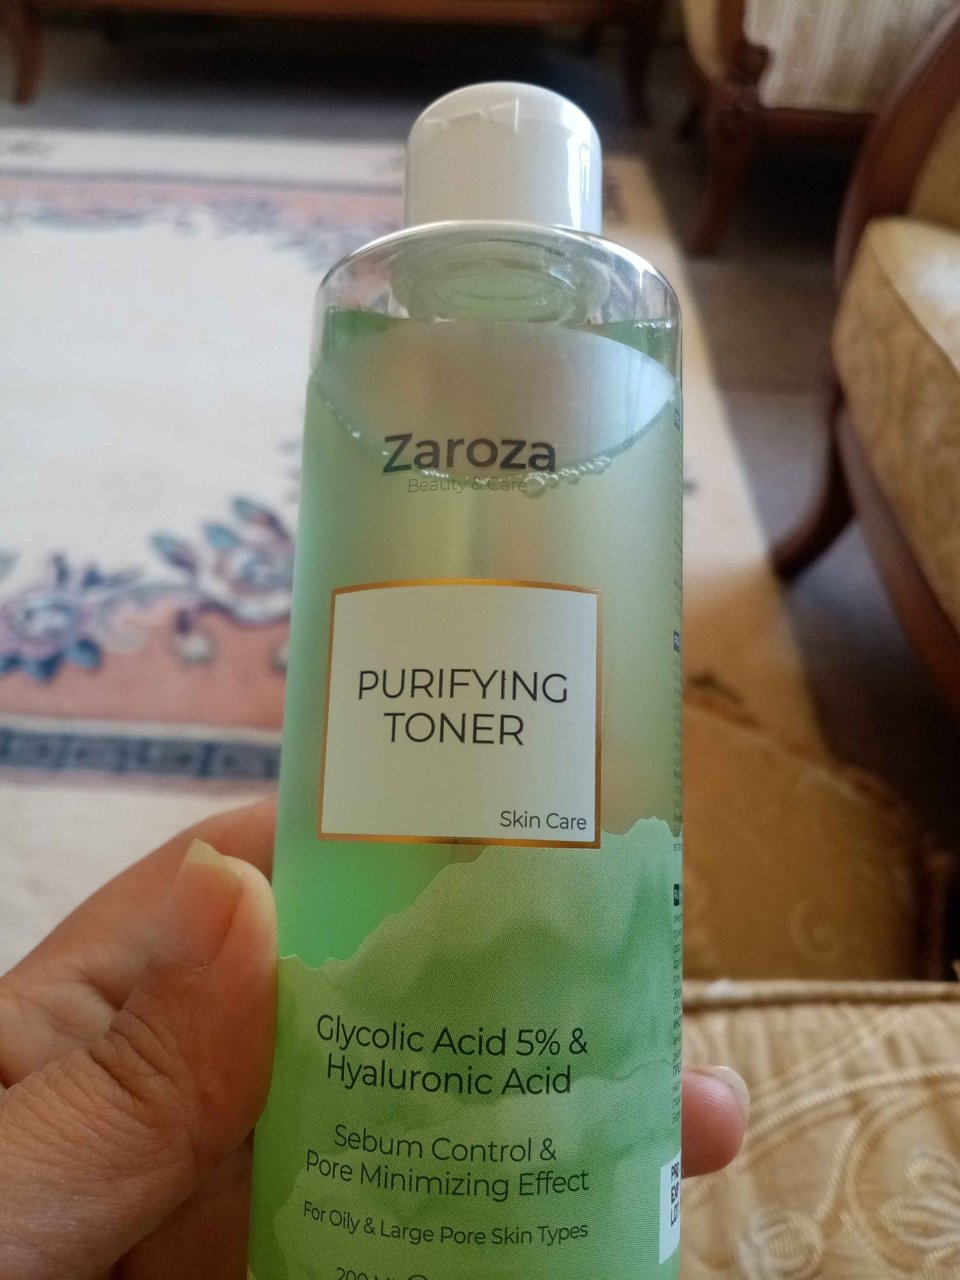 Zaroza
Beauty & Care
PURIFYING
TONER
Skin Care
Glycolic Acid 5% &
Hyaluronic Acid
Sebum Control &
Pore Minimizing Effect
For Oily & Large Pore Skin Types
200